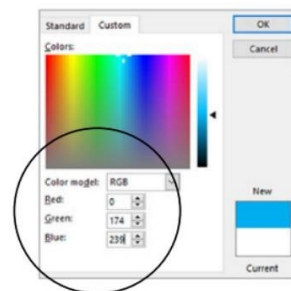 Standard Custom OK
Colors: Cancel
Color model: RGB
Red: 0
Green: 174
Blue: 239
New
Current